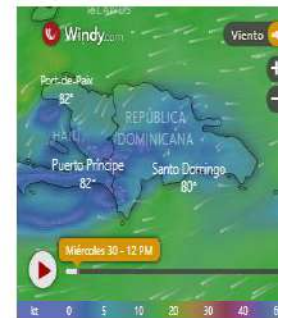 Windy.com
Viento
Port-de-Paix
82°
REPÚBLICA
HAITÍ
DOMINICANA
Puerto Príncipe
82°
Santo Domingo
80°
Miércoles 30 - 12 PM
kt 0 5 10 20 30 40